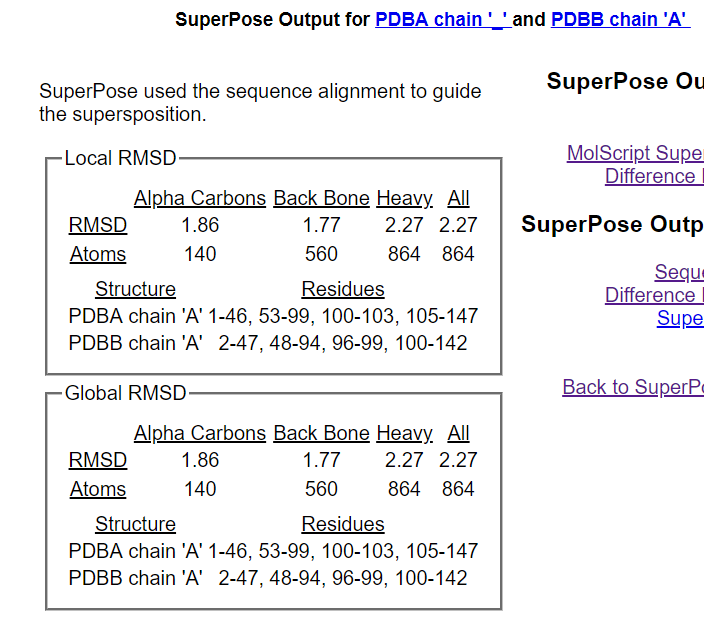 SuperPose Output for PDBA chain '_' and PDBB chain 'A'
SuperPose used the sequence alignment to guide
the supersposition.
Local RMSD
Alpha Carbons Back Bone Heavy All
RMSD 1.86 1.77 2.27 2.27
Atoms 140 560 864 864
Structure Residues
PDBA chain 'A' 1-46, 53-99, 100-103, 105-147
PDBB chain 'A' 2-47, 48-94, 96-99, 100-142
Global RMSD
Alpha Carbons Back Bone Heavy All
RMSD 1.86 1.77 2.27 2.27
Atoms 140 560 864 864
Structure Residues
PDBA chain 'A' 1-46, 53-99, 100-103, 105-147
PDBB chain 'A' 2-47, 48-94, 96-99, 100-142
SuperPose Ou
MolScript Super
Difference
SuperPose Outp
Seque
Difference
Supe
Back to SuperPo